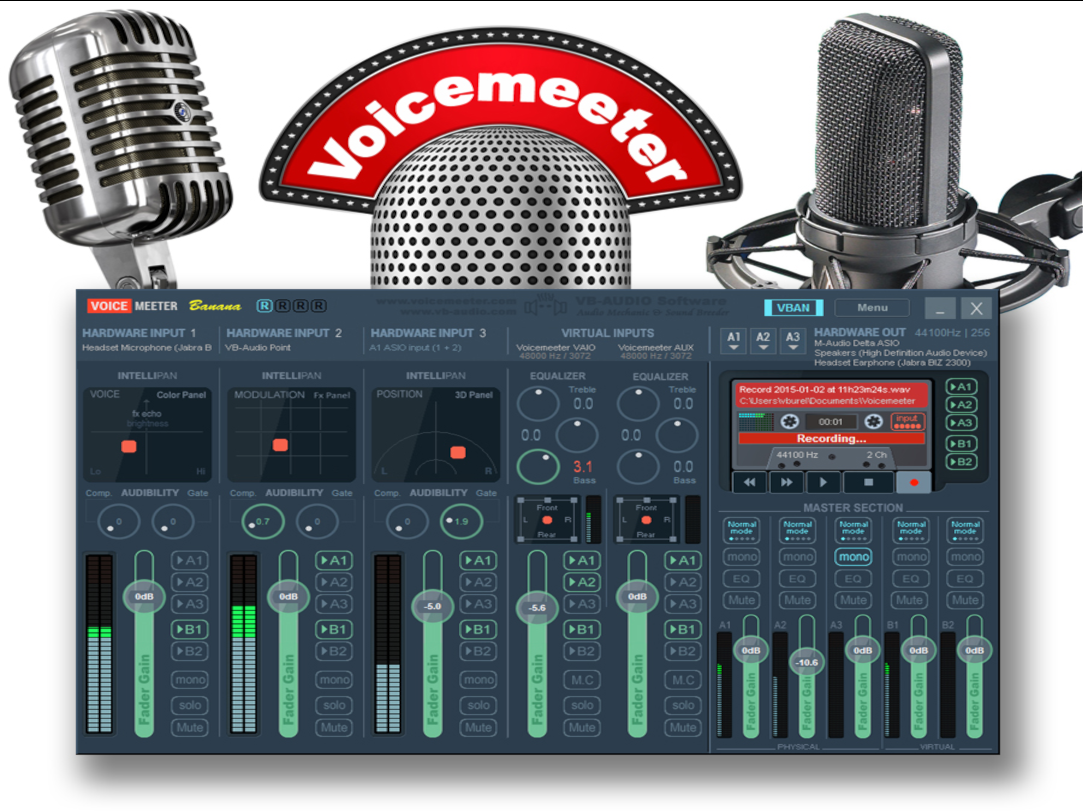 Voicemeeter
VOICE MEETER Banana R R R R
www.voicemeeter.com
www.vb-audio.com
VB-AUDIO Software
Audio Mechanic & Sound Breeder
VBAN
Menu
HARDWARE INPUT 1
Headset Microphone (Jabra B
HARDWARE INPUT 2
VB-Audio Point
HARDWARE INPUT 3
A1 ASIO input (1 + 2)
VIRTUAL INPUTS
Voicemeeter VAIO
48000 Hz / 3072
Voicemeeter AUX
48000 Hz / 3072
A1 A2 A3
HARDWARE OUT 44100Hz | 256
M-Audio Delta ASIO
Speakers (High Definition Audio Device)
Headset Earphone (Jabra BIZ 2300)
INTELLIPAN
VOICE Color Panel
fx echo
brightness
Lo Hi
INTELLIPAN
MODULATION Fx Panel
INTELLIPAN
POSITION 3D Panel
L R
EQUALIZER
Treble
0.0
0.0
3.1
Bass
EQUALIZER
Treble
0.0
0.0
0.0
Bass
Record 2015-01-02 at 11h23m24s.wav
C:\Users\vburel\Documents\Voicemeeter
00:01
input
Recording...
44100 Hz 2 Ch
A1
A2
A3
B1
B2
Comp. AUDIBILITY Gate
0 0
Comp. AUDIBILITY Gate
0.7 0
Comp. AUDIBILITY Gate
0 1.9
Front
L R
Rear
Front
L R
Rear
0dB
Fader Gain
A1
A2
A3
B1
B2
mono
solo
Mute
0dB
Fader Gain
A1
A2
A3
B1
B2
mono
solo
Mute
-5.0
Fader Gain
A1
A2
A3
B1
B2
mono
solo
Mute
-5.6
Fader Gain
A1
A2
A3
B1
B2
M.C
solo
Mute
0dB
Fader Gain
A1
A2
A3
B1
B2
M.C
solo
Mute
MASTER SECTION
Normal mode Normal mode Normal mode Normal mode Normal mode
mono mono mono mono mono
EQ EQ EQ EQ EQ
Mute Mute Mute Mute Mute
A1 A2 A3 B1 B2
0dB -10.6 0dB 0dB 0dB
Fader Gain Fader Gain Fader Gain Fader Gain Fader Gain
PHYSICAL VIRTUAL